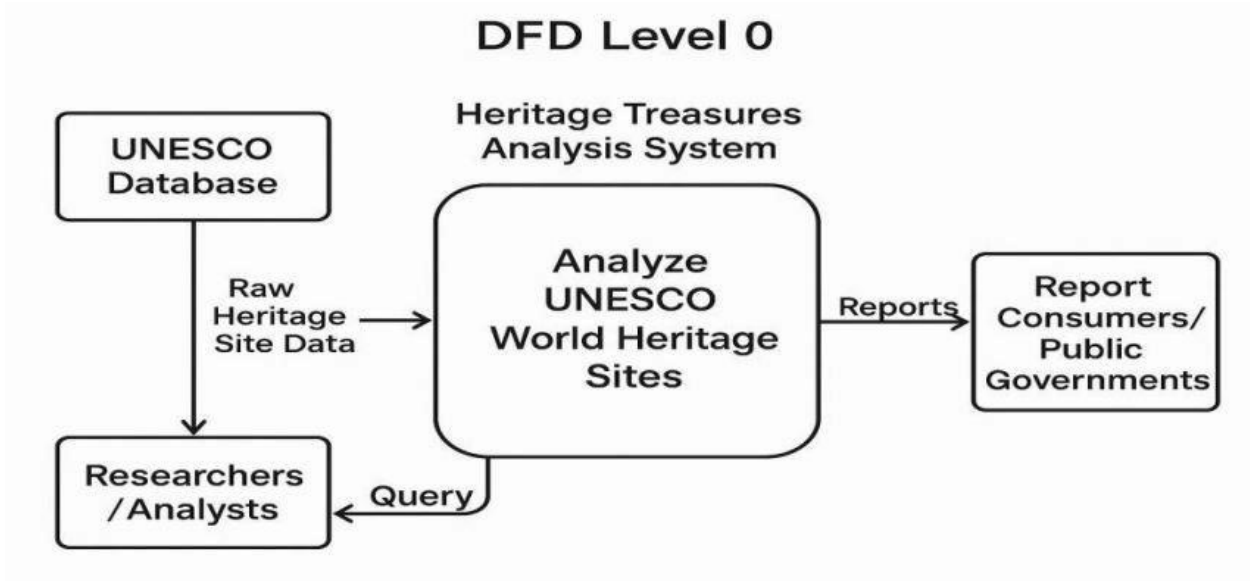 DFD Level 0
Heritage Treasures
Analysis System
UNESCO
Database
Raw
Heritage
Site Data
Analyze
UNESCO
World Heritage
Sites
Reports
Report
Consumers/
Public
Governments
Researchers
/Analysts
Query